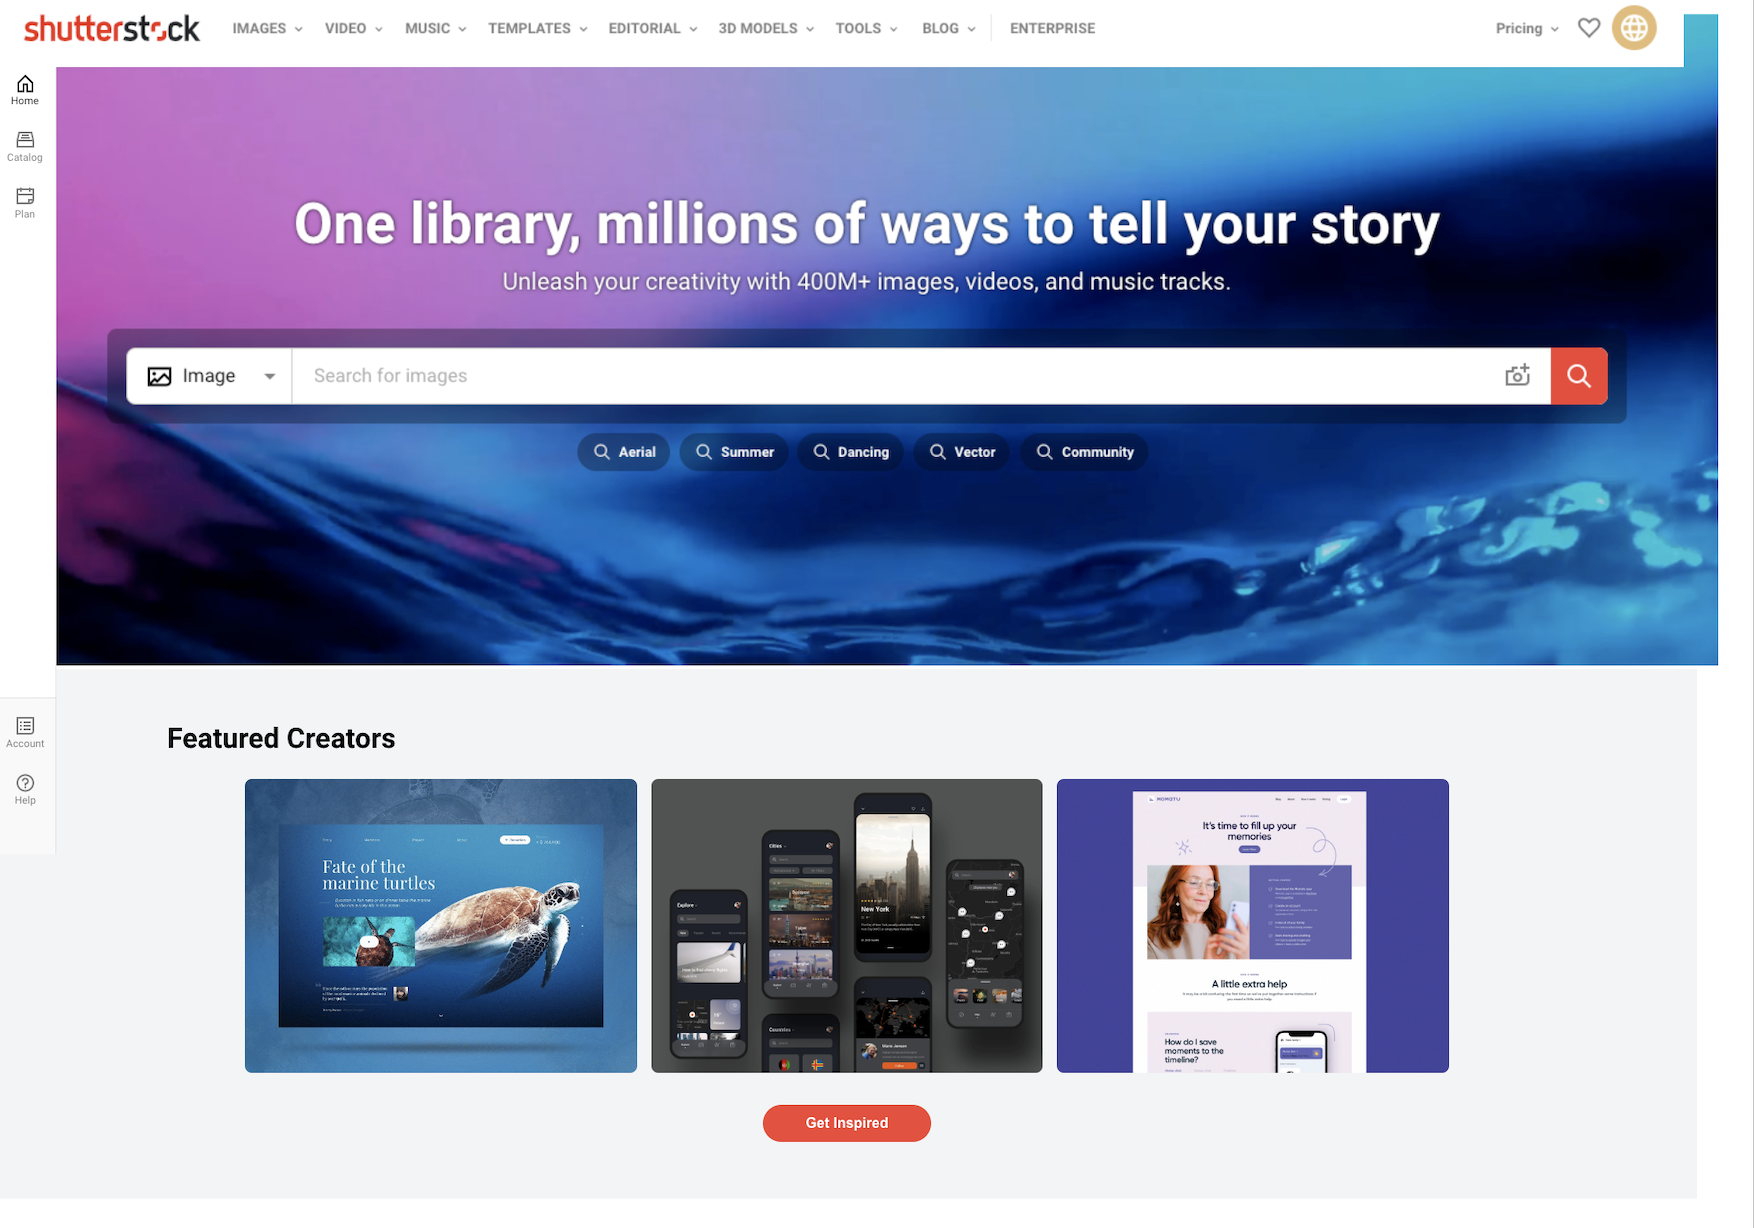 shutterstock
IMAGES
VIDEO
MUSIC
TEMPLATES
EDITORIAL
3D MODELS
TOOLS
BLOG
ENTERPRISE
Pricing
Home
Catalog
Plan
One library, millions of ways to tell your story
Unleash your creativity with 400M+ images, videos, and music tracks.
Image
Search for images
Aerial
Summer
Dancing
Vector
Community
Account
Help
Featured Creators
Fate of the
marine turtles
Explore
Cities
Countries
New York
MOMOTU
It's time to fill up your
memories
A little extra help
How do I save
moments to the
timeline?
Get Inspired